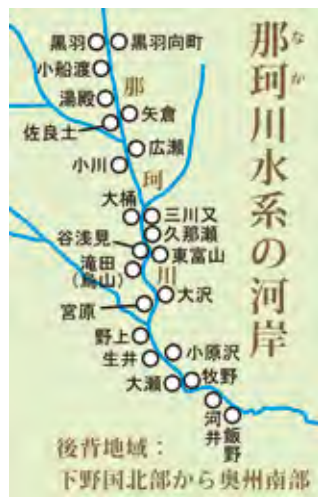 那珂川水系の河岸
なか
黒羽
黒羽向町
小船渡
湯殿
那
矢倉
佐良土
広瀬
小川
珂
大桶
三川又
久那瀬
谷浅見
東富山
滝田
(烏山)
川
大沢
宮原
野上
生井
小原沢
大瀬
牧野
河井
飯野
後背地域：
下野国北部から奥州南部